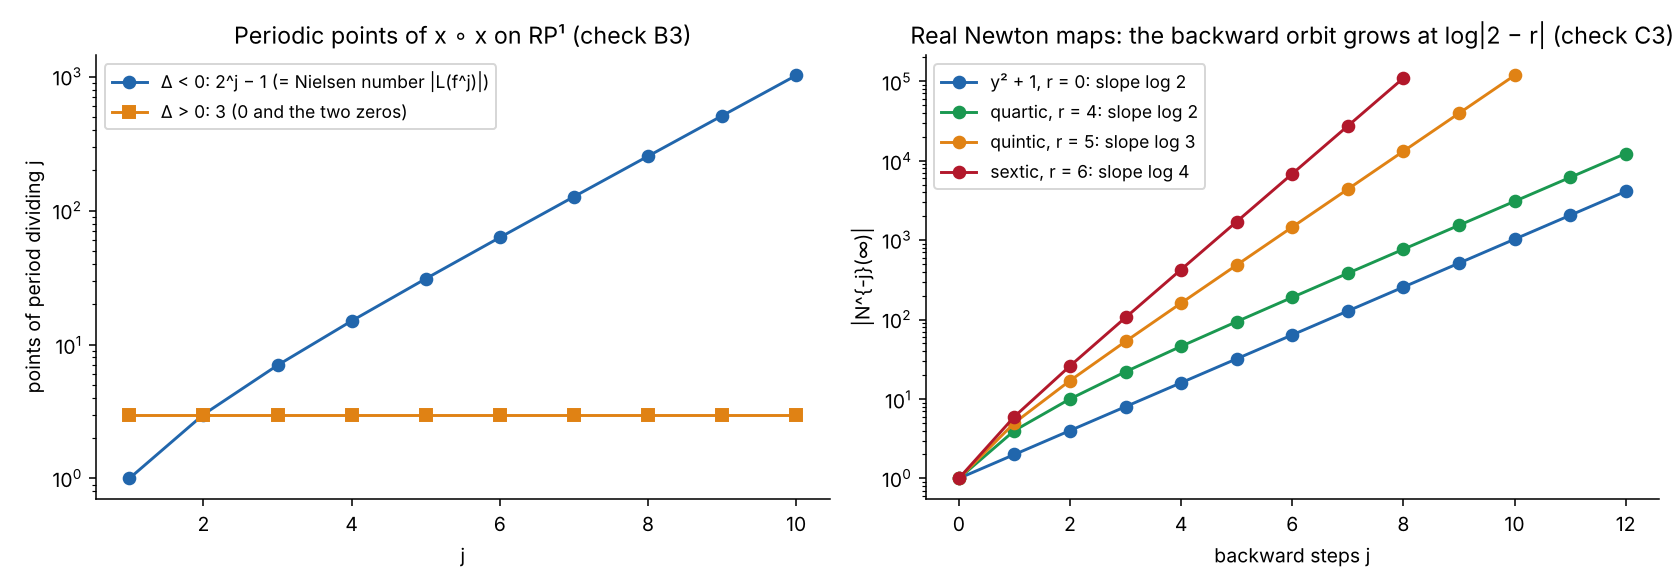 Periodic points of x ∘ x on RP¹ (check B3)
Δ < 0: 2^j − 1 (= Nielsen number |L(f^j)|)
Δ > 0: 3 (0 and the two zeros)
points of period dividing j
10³
10²
10¹
10⁰
2 4 6 8 10
j
Real Newton maps: the backward orbit grows at log|2 − r| (check C3)
y² + 1, r = 0: slope log 2
quartic, r = 4: slope log 2
quintic, r = 5: slope log 3
sextic, r = 6: slope log 4
|N^{-j}(∞)|
10⁵
10⁴
10³
10²
10¹
10⁰
0 2 4 6 8 10 12
backward steps j